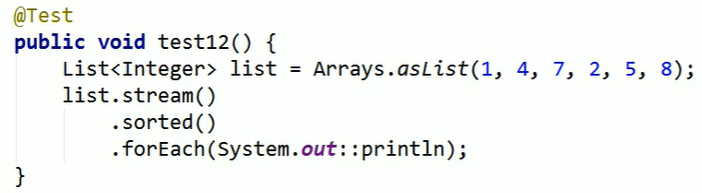 @Test
public void test12() {
    List<Integer> list = Arrays.asList(1, 4, 7, 2, 5, 8);
    list.stream()
        .sorted()
        .forEach(System.out::println);
}